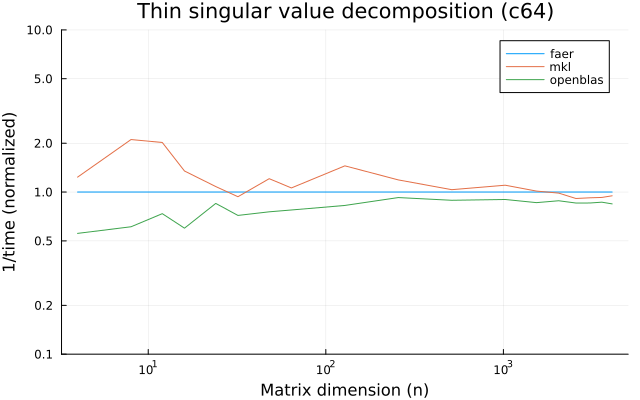 Thin singular value decomposition (c64)
10.0
5.0
2.0
1.0
0.5
0.2
0.1
1/time (normalized)
faer
mkl
openblas
10¹ 10² 10³
Matrix dimension (n)